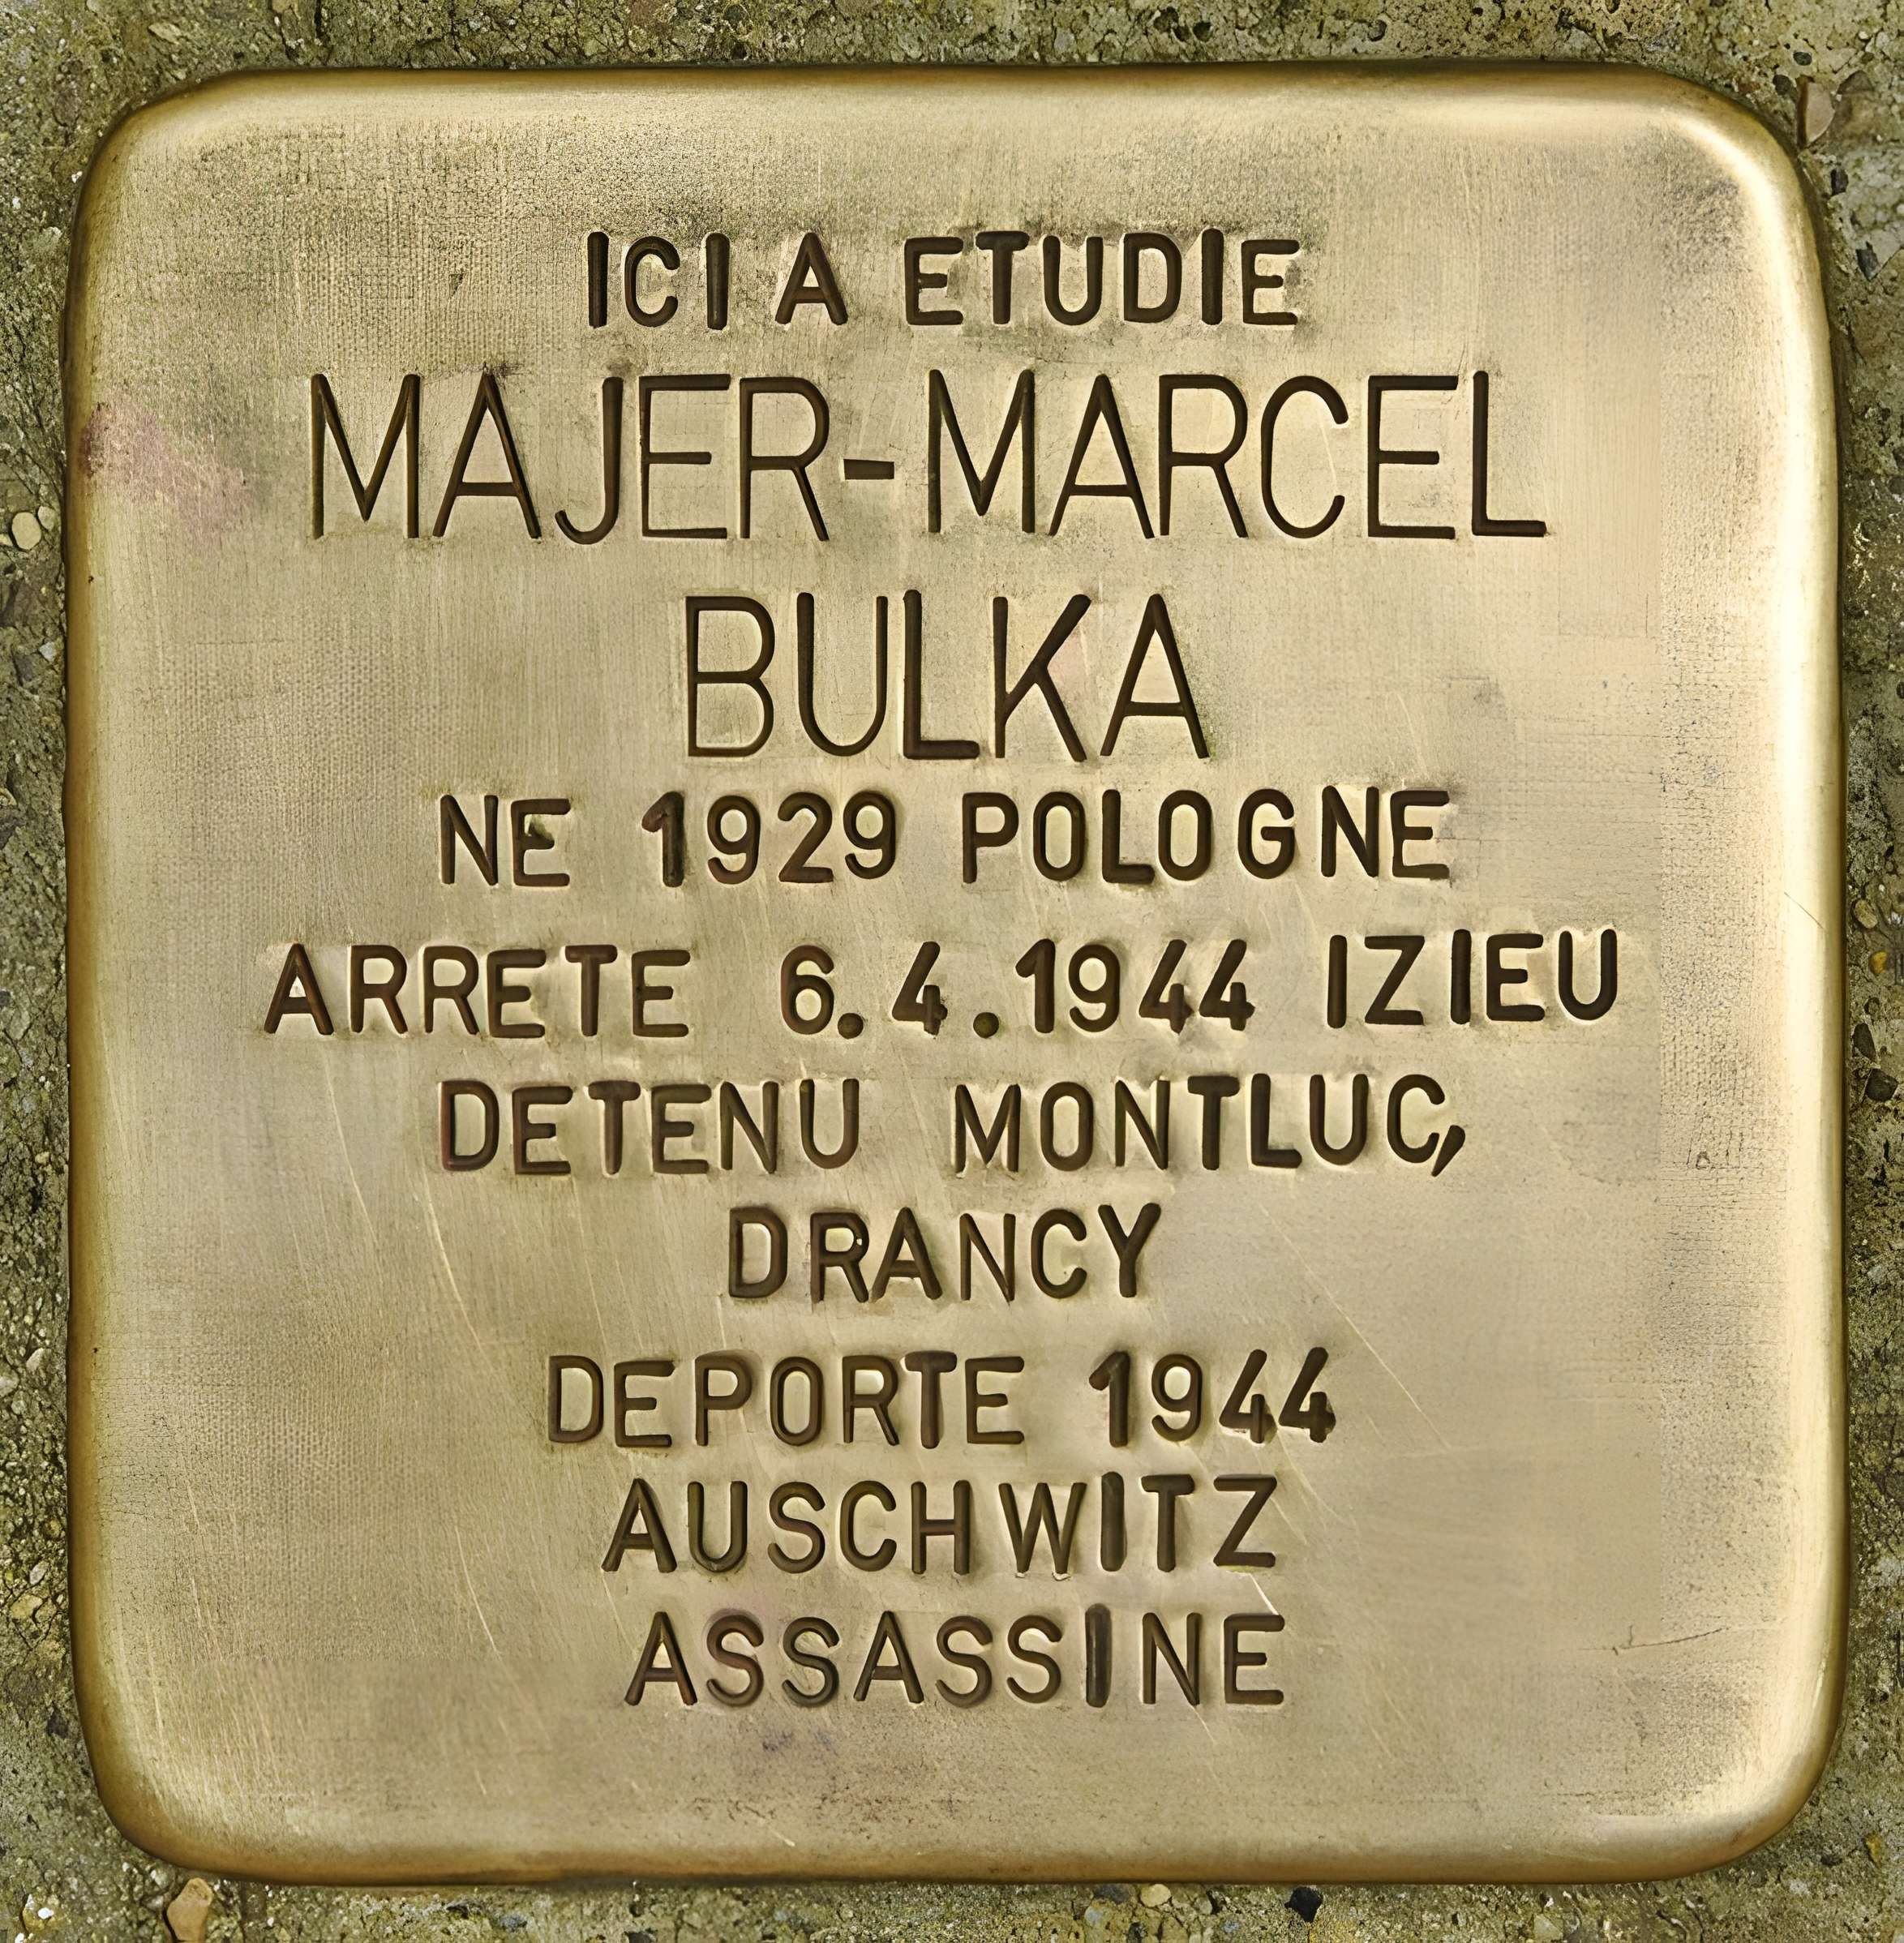 ICI A ETUDIE
MAJER-MARCEL
BULKA
NE 1929 POLOGNE
ARRETE 6.4.1944 IZIEU
DETENU MONTLUC,
DRANCY
DEPORTE 1944
AUSCHWITZ
ASSASSINE